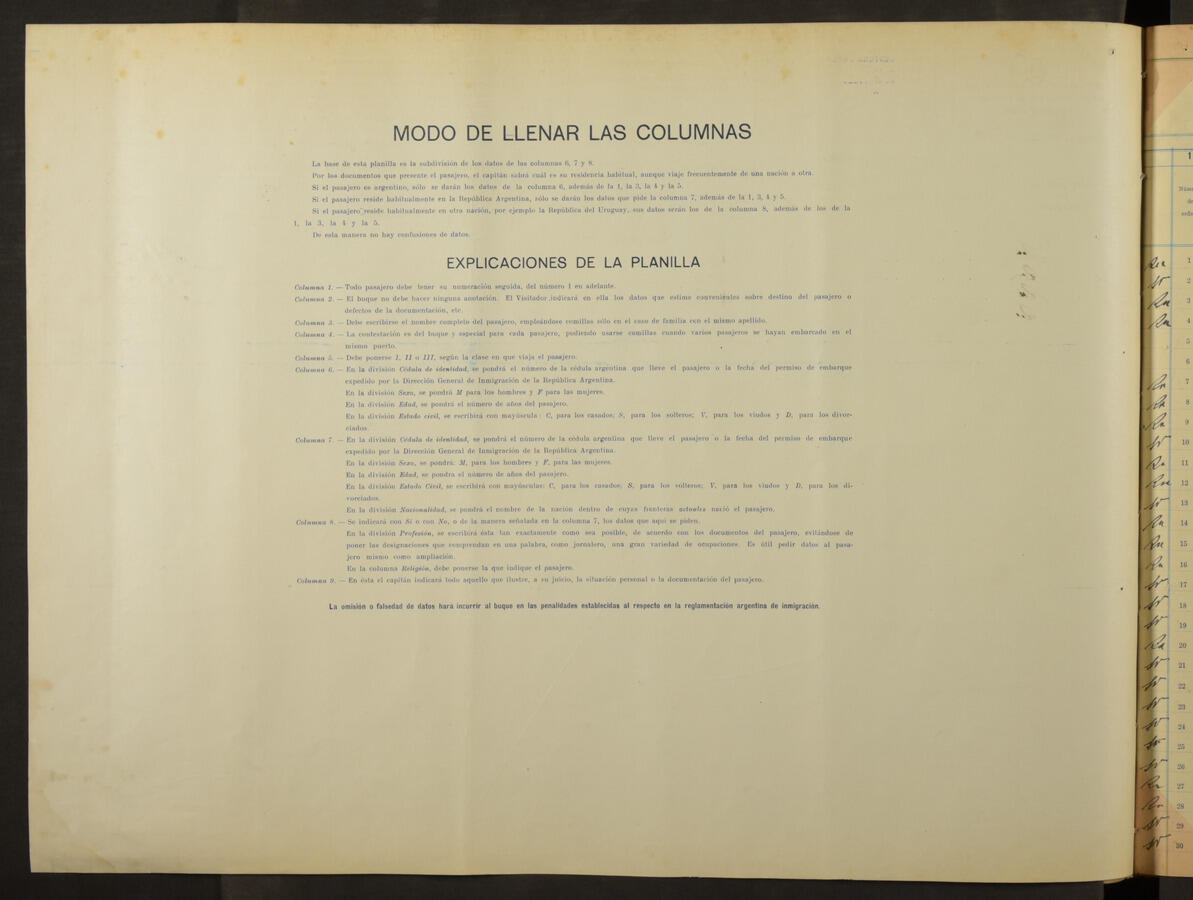 MODO DE LLENAR LAS COLUMNAS
La base de esta planilla es la subdivisión de los datos de las columnas 6, 7 y 8.
Por los documentos que presente el pasajero, el capitán sabrá cuál es su residencia habitual, aunque viaje frecuentemente de una nación a otra.
Si el pasajero es argentino, sólo se darán los datos de la columna 6, además de la 1, la 3, la 4 y la 5.
Si el pasajero reside habitualmente en la República Argentina, sólo se darán los datos que pide la columna 7, además de la 1, 3, 4 y 5.
Si el pasajero reside habitualmente en otra nación, por ejemplo la República del Uruguay, sus datos serán los de la columna 8, además de los de la
1, la 3, la 4 y la 5.
De esta manera no hay confusiones de datos.
EXPLICACIONES DE LA PLANILLA
Columna 1. — Todo pasajero debe tener su numeración seguida, del número 1 en adelante.
Columna 2. — El buque no debe hacer ninguna anotación. El Visitador indicará en ella los datos que estime convenientes sobre destino del pasajero o
defectos de la documentación, etc.
Columna 3. — Debe escribirse el nombre completo del pasajero, empleándose comillas sólo en el caso de familia con el mismo apellido.
Columna 4. — La contestación es del buque y especial para cada pasajero, pudiendo usarse comillas cuando varios pasajeros se hayan embarcado en el
mismo puerto.
Columna 5. — Debe ponerse I, II o III, según la clase en que viaja el pasajero.
Columna 6. — En la división Cédula de identidad, se pondrá el número de la cédula argentina que lleve el pasajero o la fecha del permiso de embarque
expedido por la Dirección General de Inmigración de la República Argentina.
En la división Sexo, se pondrá M para los hombres y F para las mujeres.
En la división Edad, se pondrá el número de años del pasajero.
En la división Estado civil, se escribirá con mayúscula: C, para los casados; S, para los solteros; V, para los viudos y D, para los divor-
ciados.
Columna 7. — En la división Cédula de identidad, se pondrá el número de la cédula argentina que lleve el pasajero o la fecha del permiso de embarque
expedido por la Dirección General de Inmigración de la República Argentina.
En la división Sexo, se pondrá: M, para los hombres y F, para las mujeres.
En la división Edad, se pondrá el número de años del pasajero.
En la división Estado Civil, se escribirá con mayúsculas: C, para los casados; S, para los solteros; V, para los viudos y D, para los di-
vorciados.
En la división Nacionalidad, se pondrá el nombre de la nación dentro de cuyas fronteras actuales nació el pasajero.
Columna 8. — Se indicará con Sí o con No, o de la manera señalada en la columna 7, los datos que aquí se piden.
En la división Profesión, se escribirá ésta tan exactamente como sea posible, de acuerdo con los documentos del pasajero, evitándose de
poner las designaciones que comprendan en una palabra, como jornalero, una gran variedad de ocupaciones. Es útil pedir datos al pasa-
jero mismo como ampliación.
En la columna Religión, debe ponerse la que indique el pasajero.
Columna 9. — En ésta el capitán indicará todo aquello que ilustre, a su juicio, la situación personal o la documentación del pasajero.
La omisión o falsedad de datos hará incurrir al buque en las penalidades establecidas al respecto en la reglamentación argentina de inmigración.
1
1
2
3
4
5
6
7
8
9
10
11
12
13
14
15
16
17
18
19
20
21
22
23
24
25
26
27
28
29
30